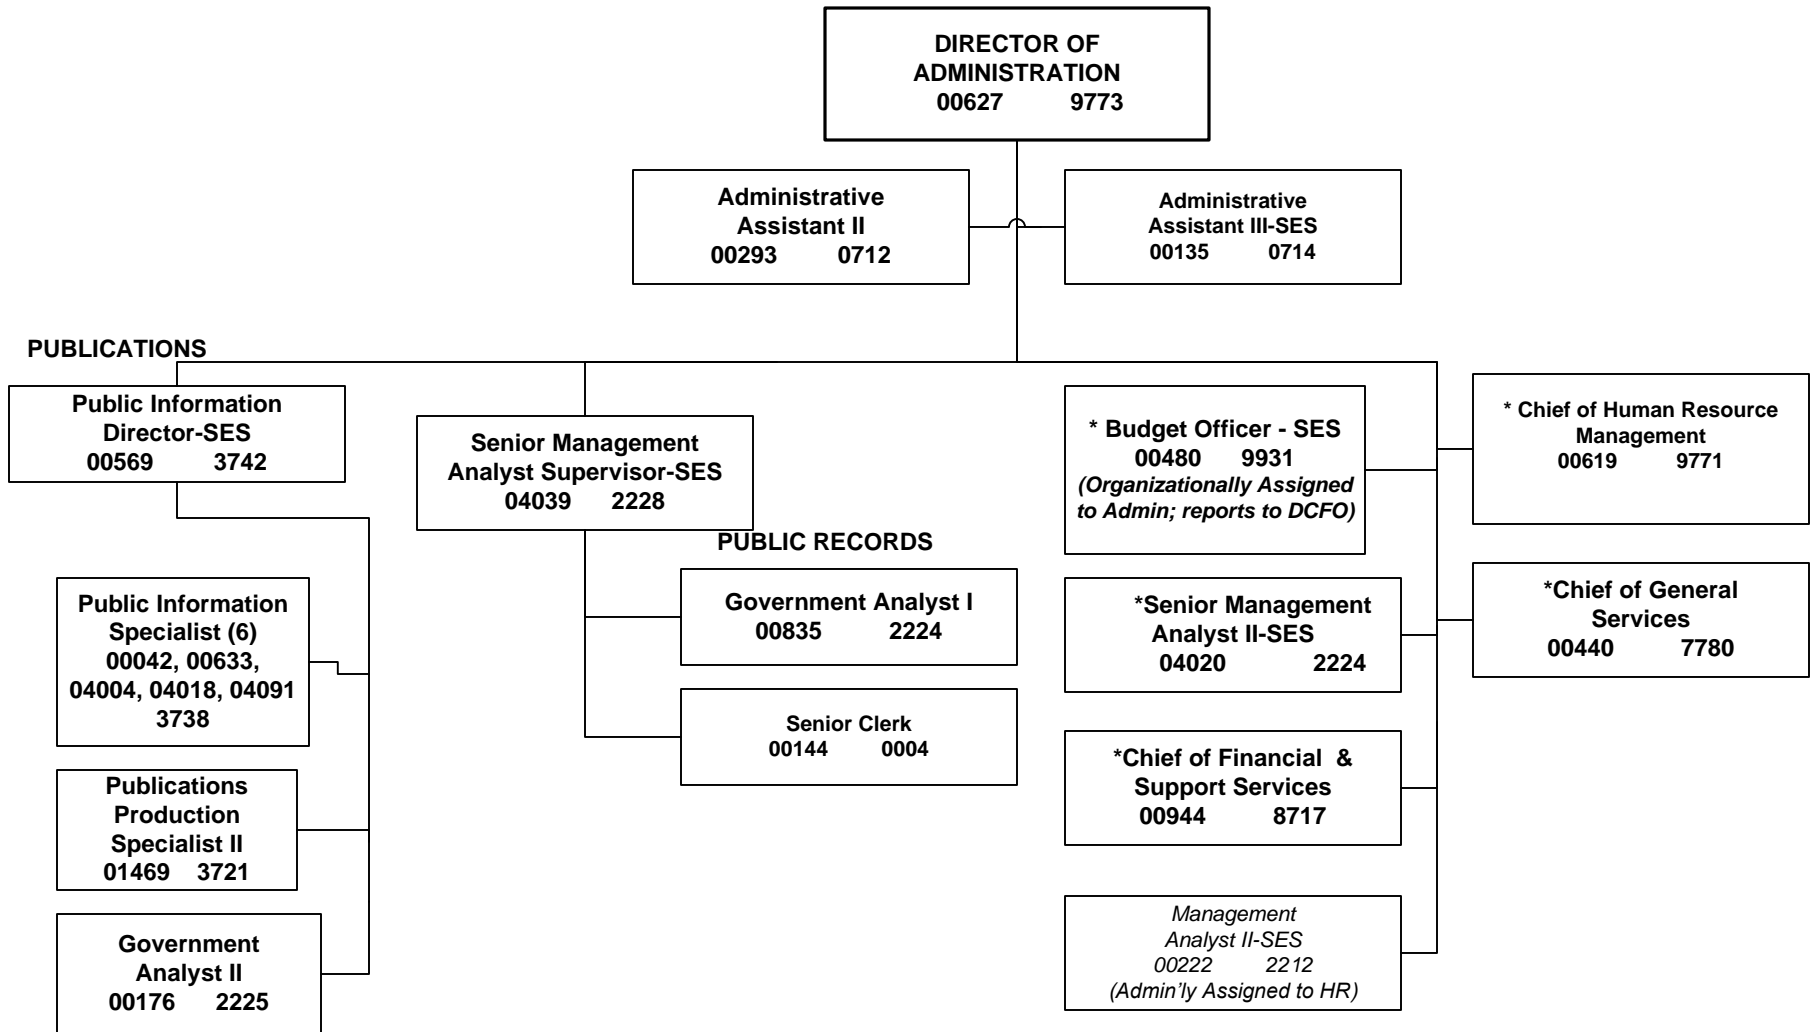 DIRECTOR OF
ADMINISTRATION
00627 9773
Administrative
Assistant II
00293 0712
Administrative
Assistant III-SES
00135 0714
PUBLICATIONS
Public Information
Director-SES
00569 3742
Public Information
Specialist (6)
00042, 00633,
04004, 04018, 04091
3738
Publications
Production
Specialist II
01469 3721
Government
Analyst II
00176 2225
Senior Management
Analyst Supervisor-SES
04039 2228
PUBLIC RECORDS
Government Analyst I
00835 2224
Senior Clerk
00144 0004
* Budget Officer - SES
00480 9931
(Organizationally Assigned
to Admin; reports to DCFO)
*Senior Management
Analyst II-SES
04020 2224
*Chief of Financial &
Support Services
00944 8717
Management
Analyst II-SES
00222 2212
(Admin'ly Assigned to HR)
* Chief of Human Resource
Management
00619 9771
*Chief of General
Services
00440 7780